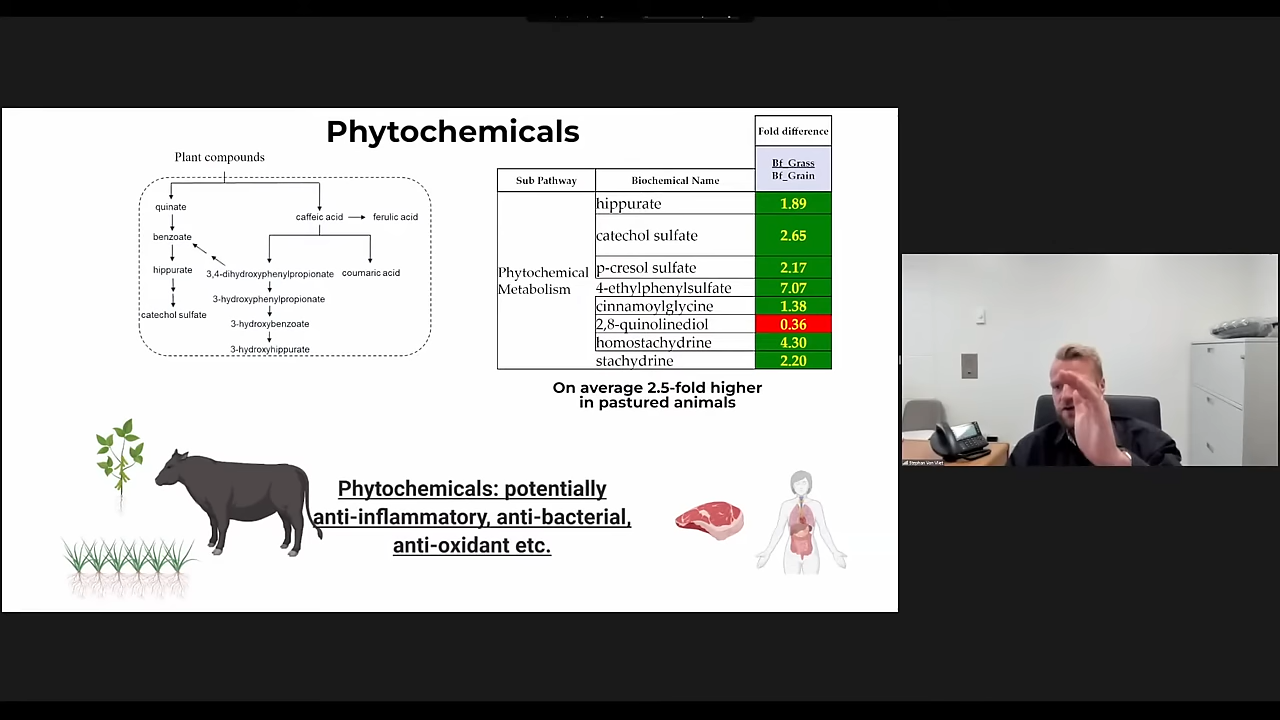 Phytochemicals
Plant compounds
quinate
caffeic acid
ferulic acid
benzoate
hippurate
3,4-dihydroxyphenylpropionate
coumaric acid
3-hydroxyphenylpropionate
catechol sulfate
3-hydroxybenzoate
3-hydroxyhippurate
Fold difference
Bf_Grass
Bf_Grain
Sub Pathway
Biochemical Name
Phytochemical
Metabolism
hippurate 1.89
catechol sulfate 2.65
p-cresol sulfate 2.17
4-ethylphenylsulfate 7.07
cinnamoylglycine 1.38
2,8-quinolinediol 0.36
homostachydrine 4.30
stachydrine 2.20
On average 2.5-fold higher
in pastured animals
Phytochemicals: potentially
anti-inflammatory, anti-bacterial,
anti-oxidant etc.
Stephan Van Vliet